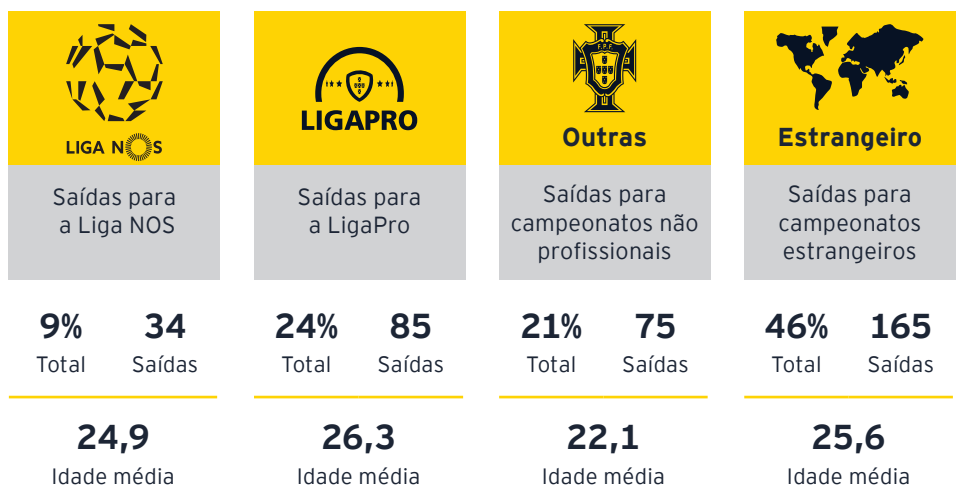 LIGA NOS
Saídas para
a Liga NOS
9%
34
Total
Saídas
24,9
Idade média
LIGAPRO
Saídas para
a LigaPro
24%
85
Total
Saídas
26,3
Idade média
F.P.F.
Outras
Saídas para
campeonatos não
profissionais
21%
75
Total
Saídas
22,1
Idade média
Estrangeiro
Saídas para
campeonatos
estrangeiros
46%
165
Total
Saídas
25,6
Idade média